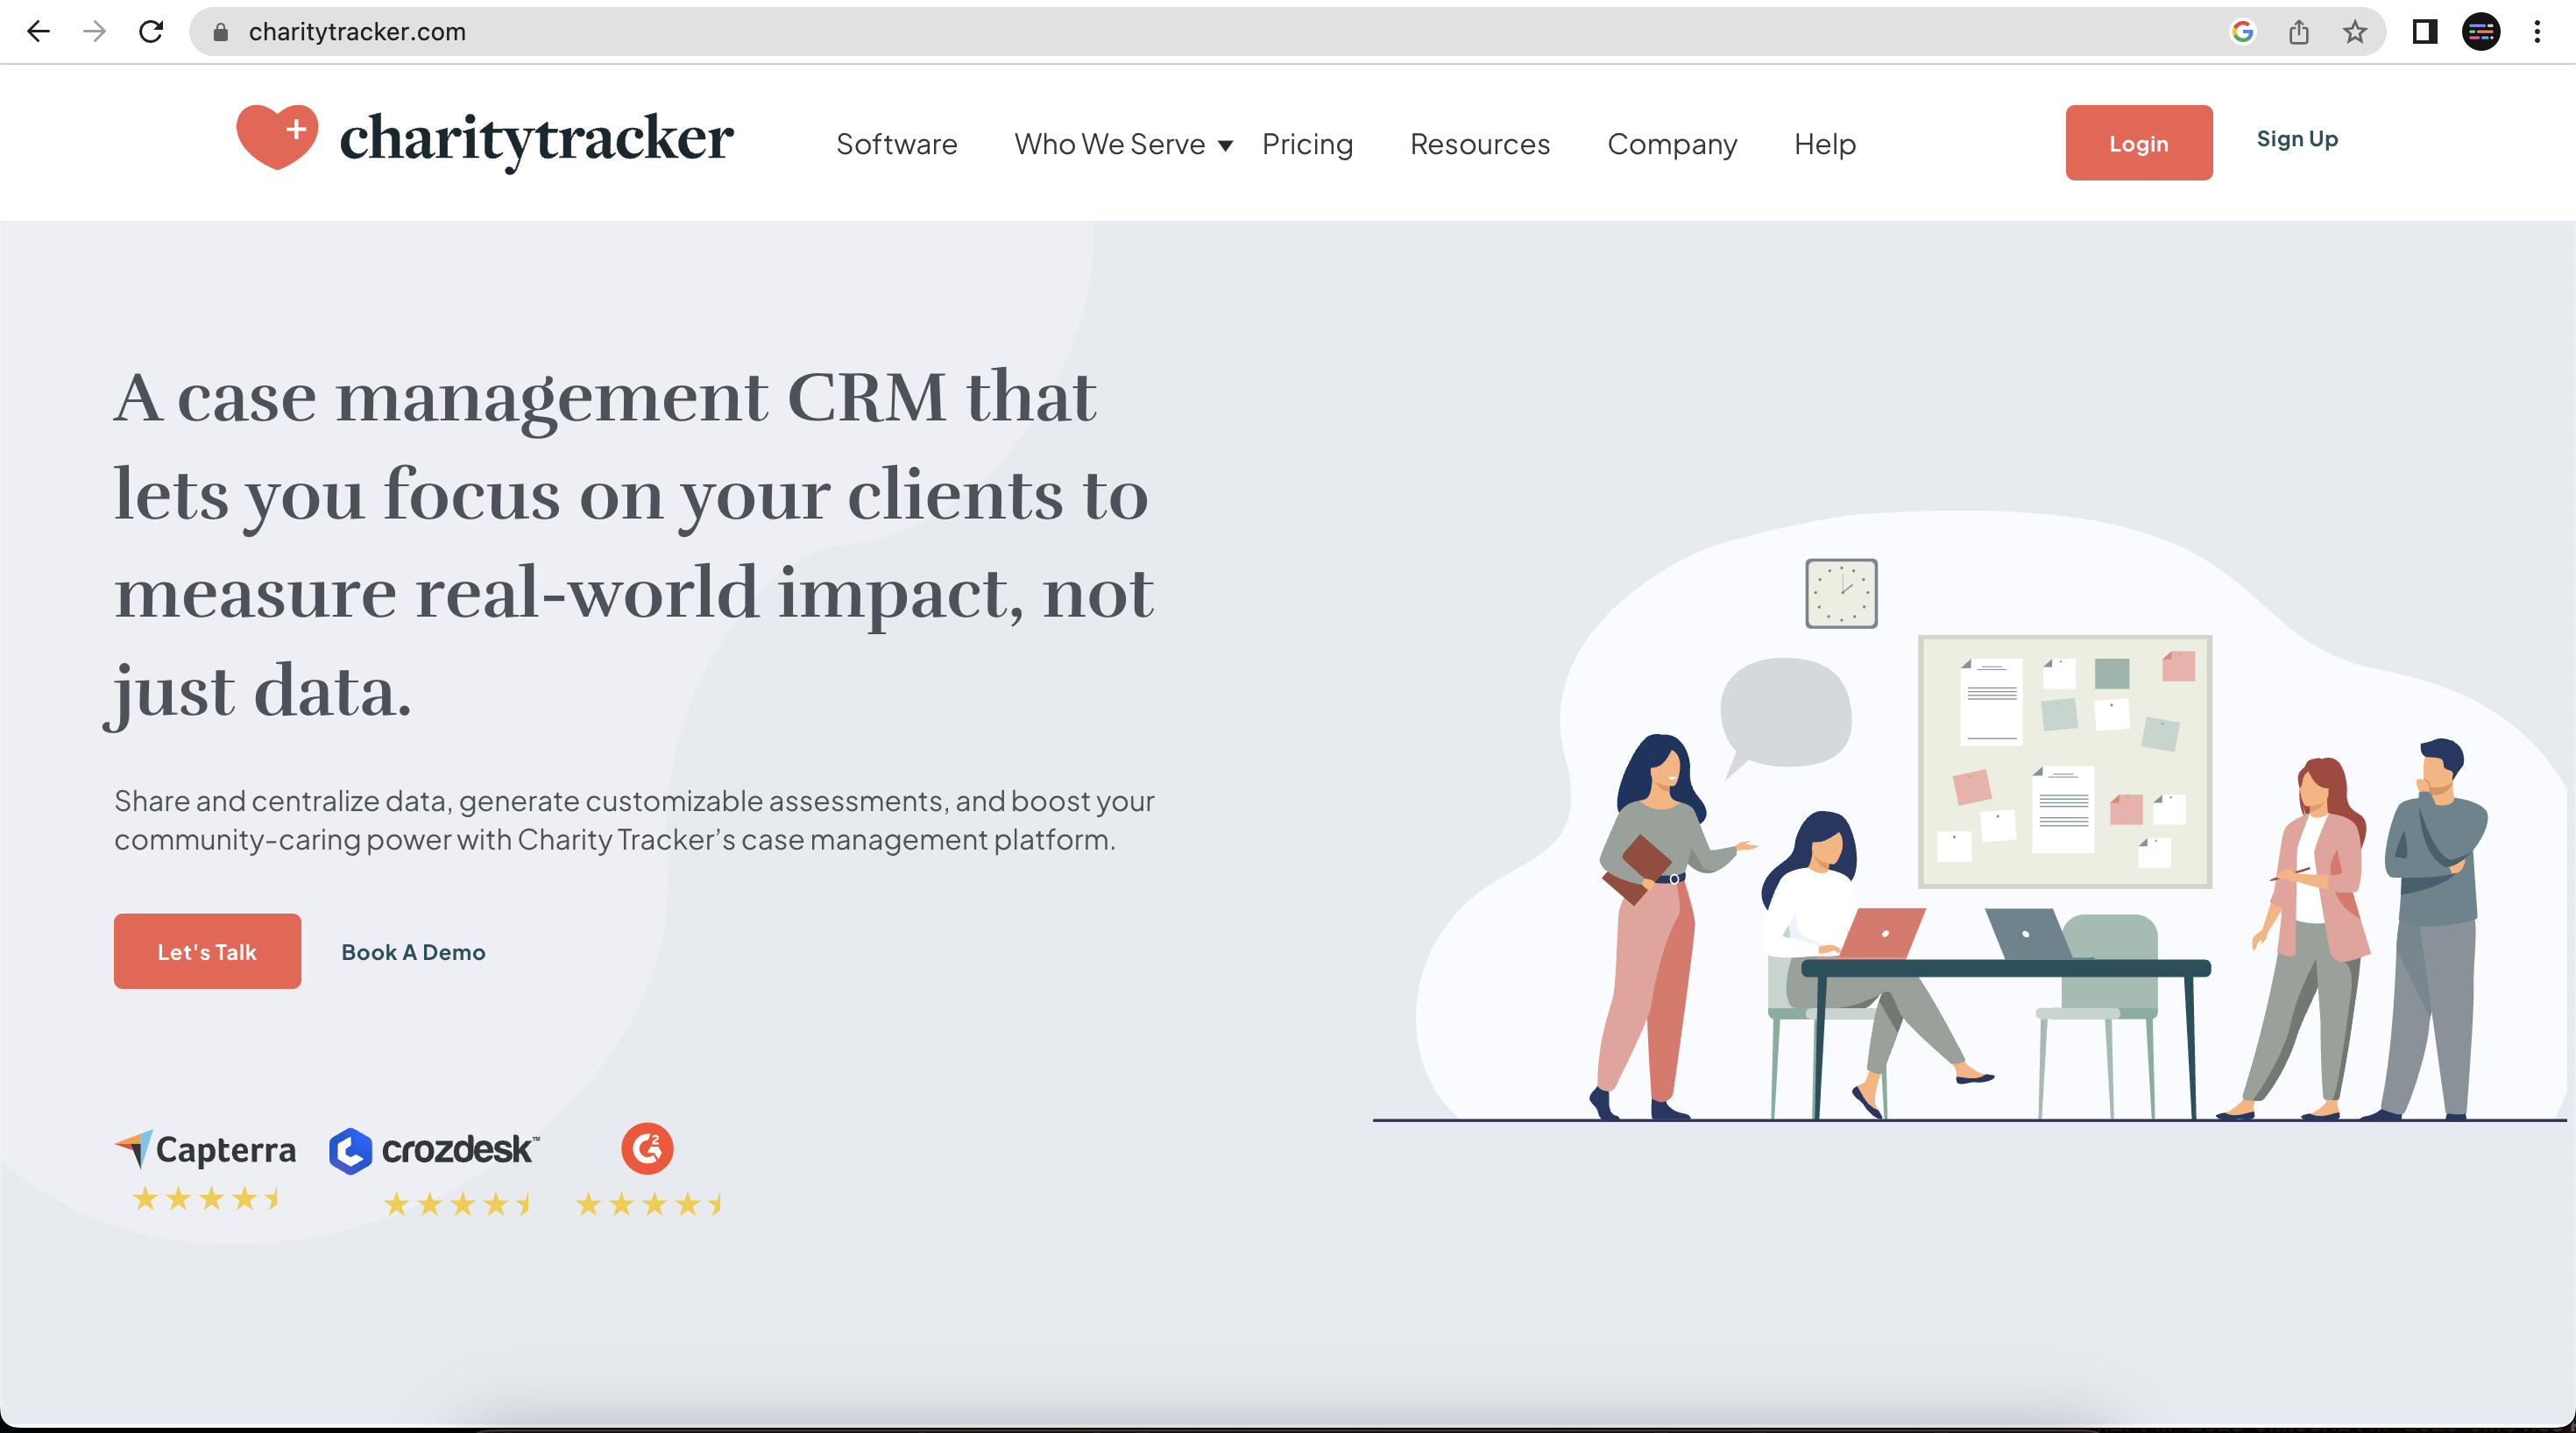 charitytracker.com
charitytracker
Software Who We Serve ▼ Pricing Resources Company Help
Login Sign Up
A case management CRM that
lets you focus on your clients to
measure real-world impact, not
just data.
Share and centralize data, generate customizable assessments, and boost your
community-caring power with Charity Tracker’s case management platform.
Let's Talk Book A Demo
Capterra crozdesk™ G2